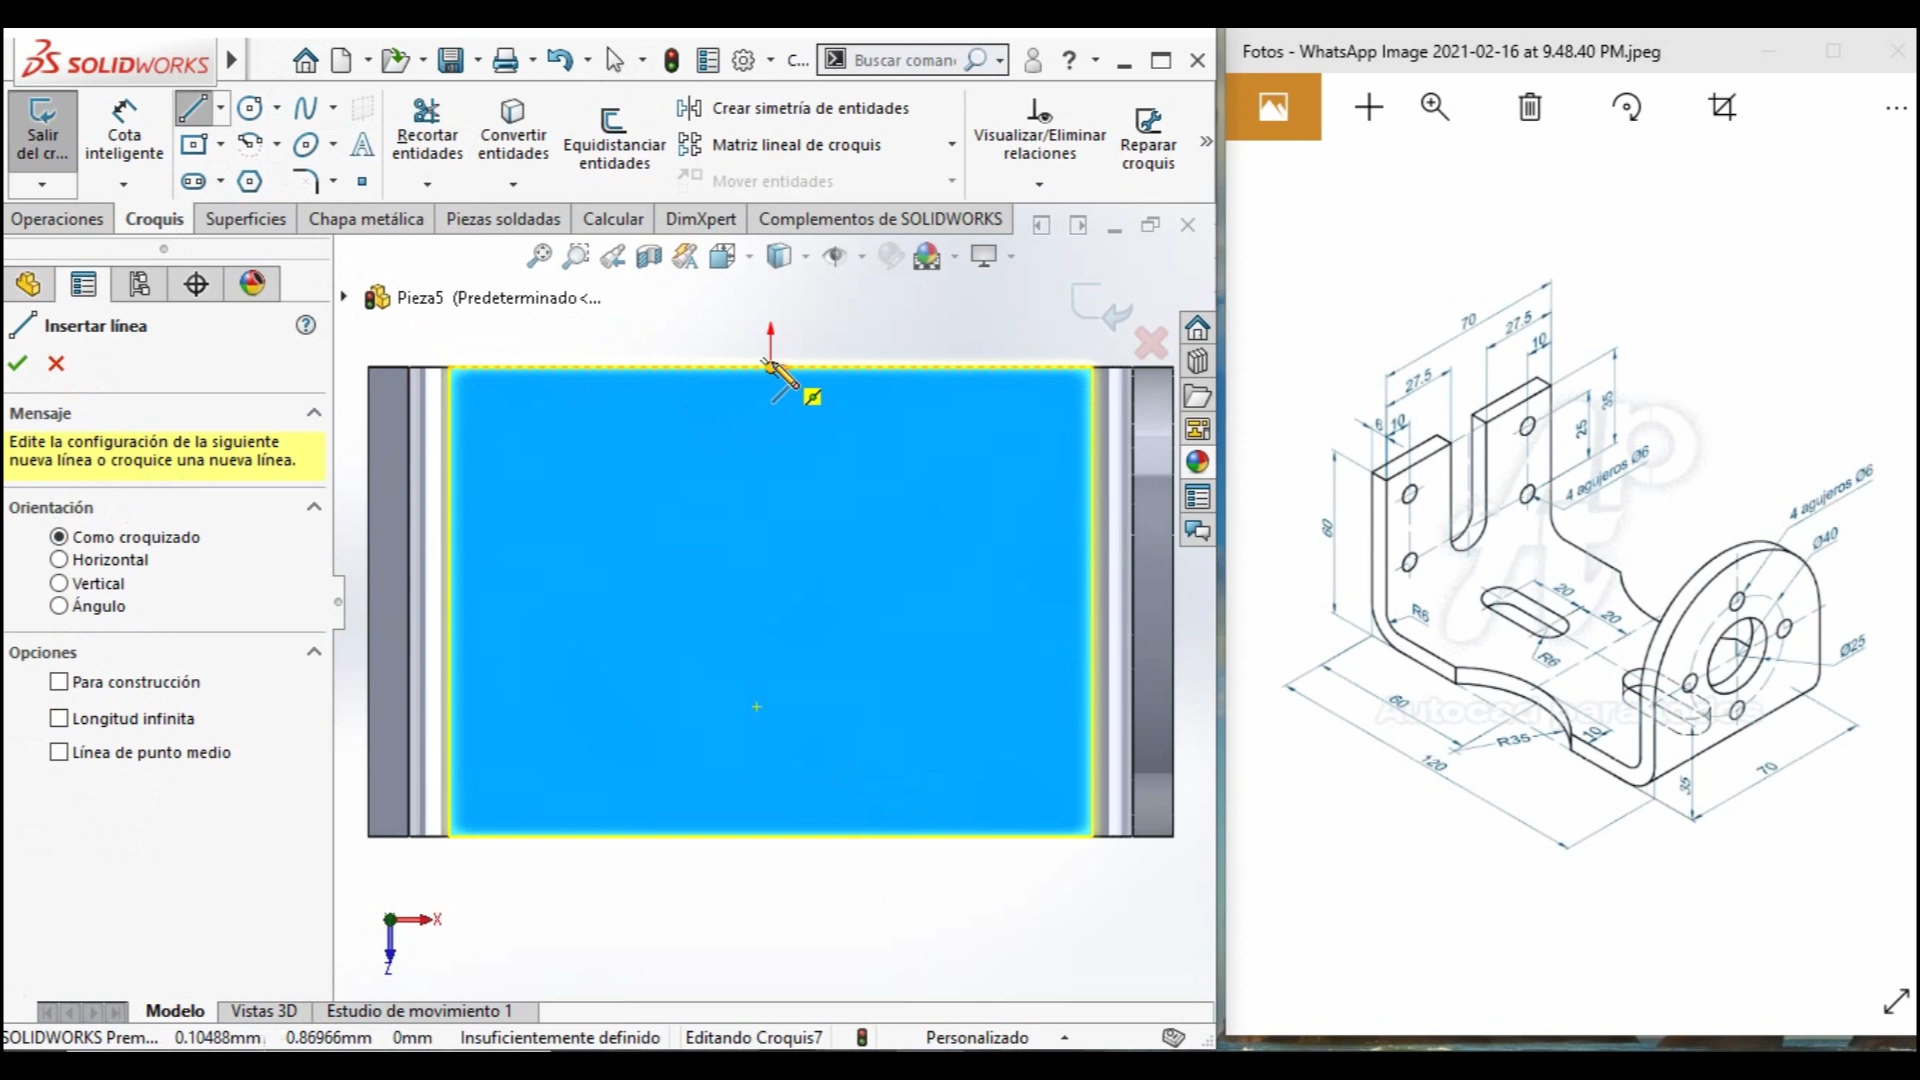 SOLIDWORKS
C...
Buscar coman
?
Salir
del cr...
Cota
inteligente
Recortar
entidades
Convertir
entidades
Equidistanciar
entidades
Crear simetría de entidades
Matriz lineal de croquis
Mover entidades
Visualizar/Eliminar
relaciones
Reparar
croquis
»
Operaciones
Croquis
Superficies
Chapa metálica
Piezas soldadas
Calcular
DimXpert
Complementos de SOLIDWORKS
Pieza5 (Predeterminado<...
Insertar línea
Mensaje
Edite la configuración de la siguiente
nueva línea o croquice una nueva línea.
Orientación
Como croquizado
Horizontal
Vertical
Ángulo
Opciones
Para construcción
Longitud infinita
Línea de punto medio
X
Z
Modelo
Vistas 3D
Estudio de movimiento 1
SOLIDWORKS Prem...
0.10488mm
0.86966mm
0mm
Insuficientemente definido
Editando Croquis7
Personalizado
Fotos - WhatsApp Image 2021-02-16 at 9.48.40 PM.jpeg
70
27.5
10
27.5
6
10
35
25
4 agujeros Ø6
4 agujeros Ø6
Ø40
60
R6
20
20
R6
Ø25
60
R35
10
120
35
70